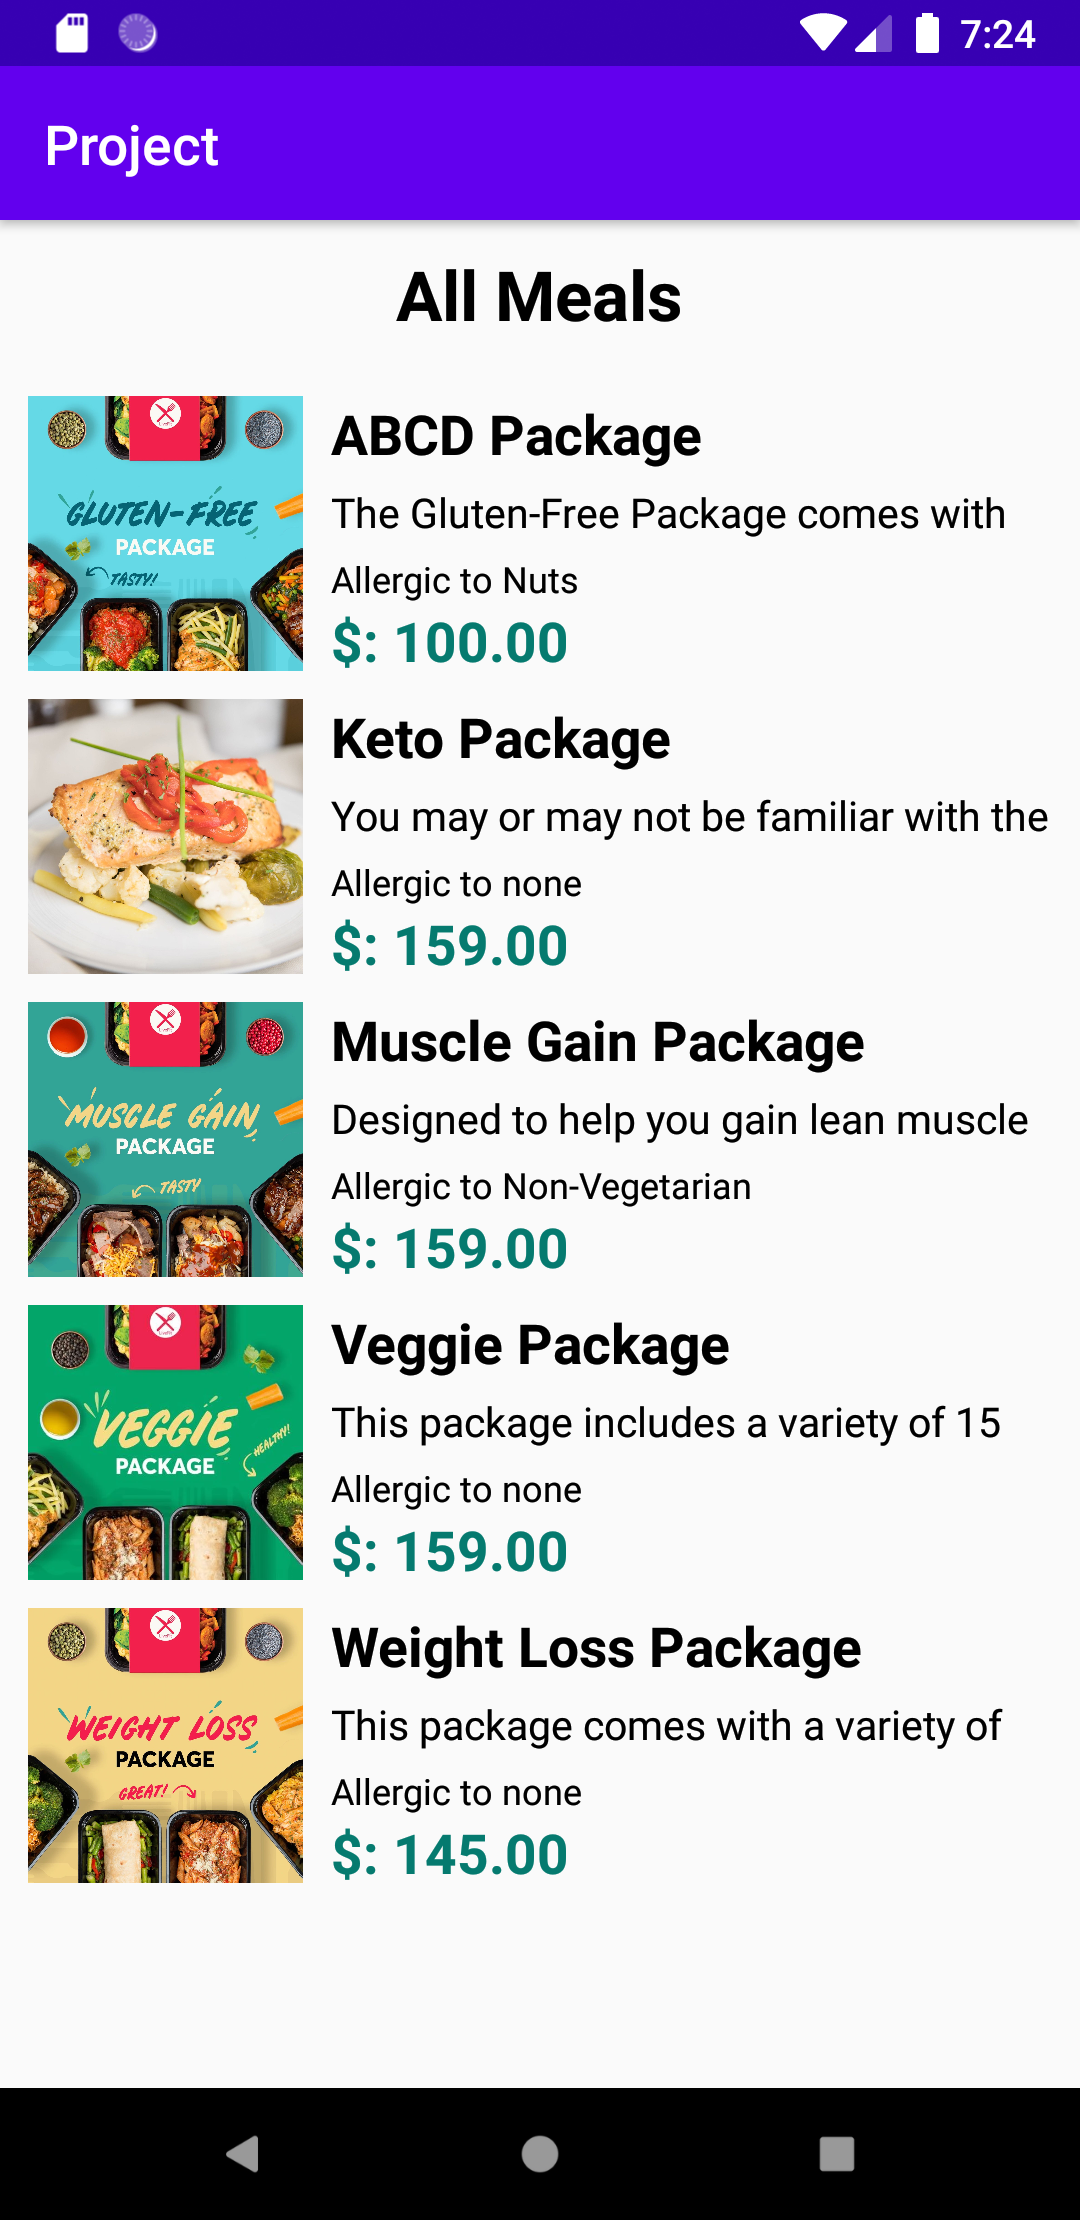 7:24
Project
All Meals
GLUTEN-FREE
PACKAGE
TASTY!
ABCD Package
The Gluten-Free Package comes with
Allergic to Nuts
$: 100.00
Keto Package
You may or may not be familiar with the
Allergic to none
$: 159.00
MUSCLE GAIN
PACKAGE
TASTY
Muscle Gain Package
Designed to help you gain lean muscle
Allergic to Non-Vegetarian
$: 159.00
VEGGIE
PACKAGE
HEALTHY!
Veggie Package
This package includes a variety of 15
Allergic to none
$: 159.00
WEIGHT LOSS
PACKAGE
GREAT!
Weight Loss Package
This package comes with a variety of
Allergic to none
$: 145.00